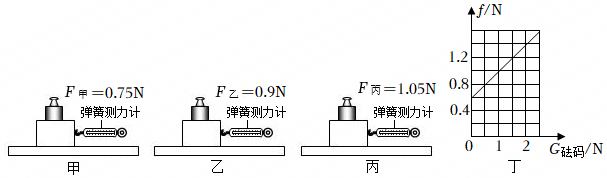 F甲=0.75N
弹簧测力计
甲
F乙=0.9N
弹簧测力计
乙
F丙=1.05N
弹簧测力计
丙
f/N
1.2
0.8
0.4
0 1 2 G砝码/N
丁